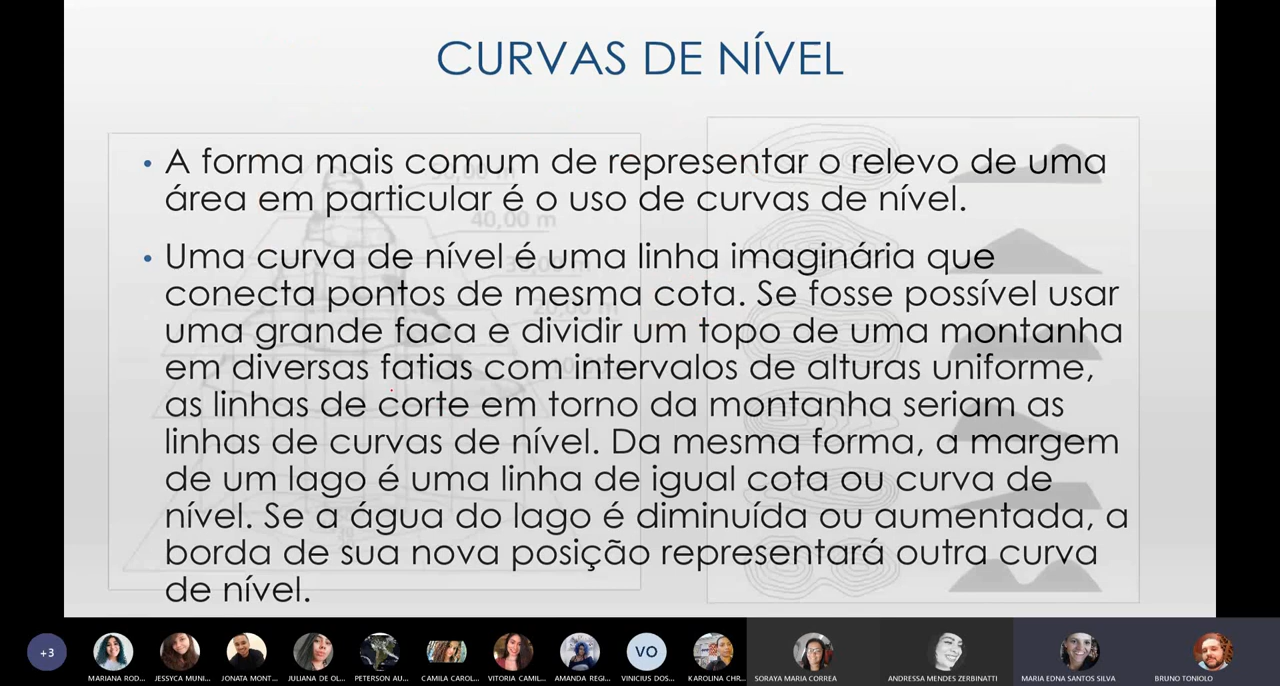 CURVAS DE NÍVEL
• A forma mais comum de representar o relevo de uma
área em particular é o uso de curvas de nível.
40,00 m
• Uma curva de nível é uma linha imaginária que
conecta pontos de mesma cota. Se fosse possível usar
uma grande faca e dividir um topo de uma montanha
em diversas fatias com intervalos de alturas uniforme,
as linhas de corte em torno da montanha seriam as
linhas de curvas de nível. Da mesma forma, a margem
de um lago é uma linha de igual cota ou curva de
nível. Se a água do lago é diminuída ou aumentada, a
borda de sua nova posição representará outra curva
de nível.
+3
VO
MARIANA ROD... JESSYCA MUNI... JONATA MONT... JULIANA DE OL... PETERSON AU... CAMILA CAROL... VITORIA CAMIL... AMANDA REGI... VINICIUS DOS... KAROLINA CHR... SORAYA MARIA CORREA ANDRESSA MENDES ZERBINATTI MARIA EDNA SANTOS SILVA BRUNO TONIOLO